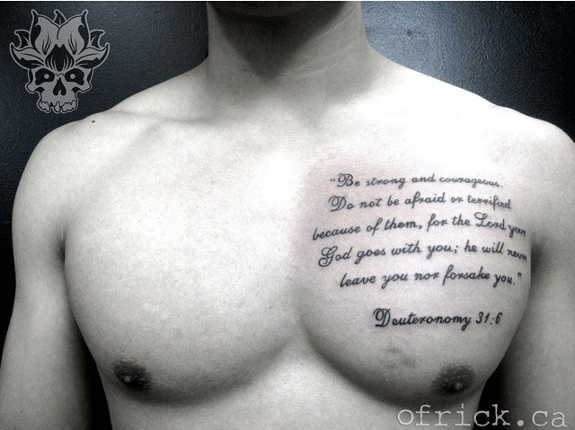 "Be strong and courageous.
Do not be afraid or terrified
because of them, for the Lord your
God goes with you; he will never
leave you nor forsake you."
Deuteronomy 31:6
ofrick.ca